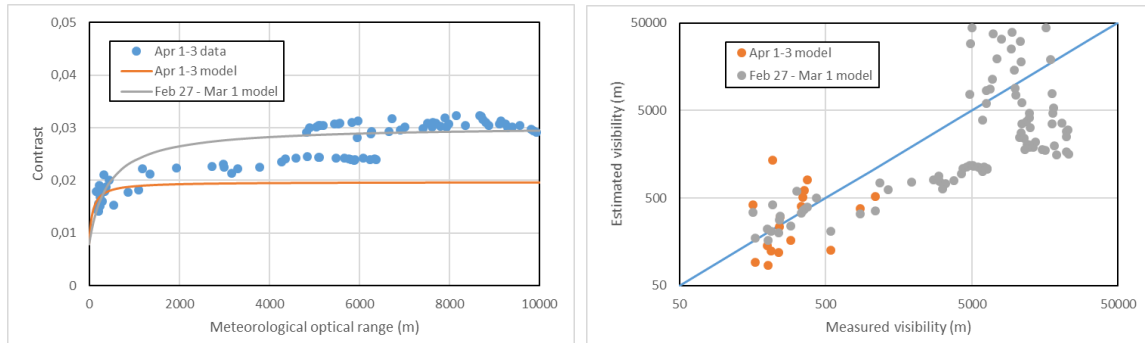 0,05
0,04
0,03
0,02
0,01
0
Contrast
Apr 1-3 data
Apr 1-3 model
Feb 27 - Mar 1 model
0 2000 4000 6000 8000 10000
Meteorological optical range (m)
50000
5000
500
50
Estimated visibility (m)
Apr 1-3 model
Feb 27 - Mar 1 model
50 500 5000 50000
Measured visibility (m)